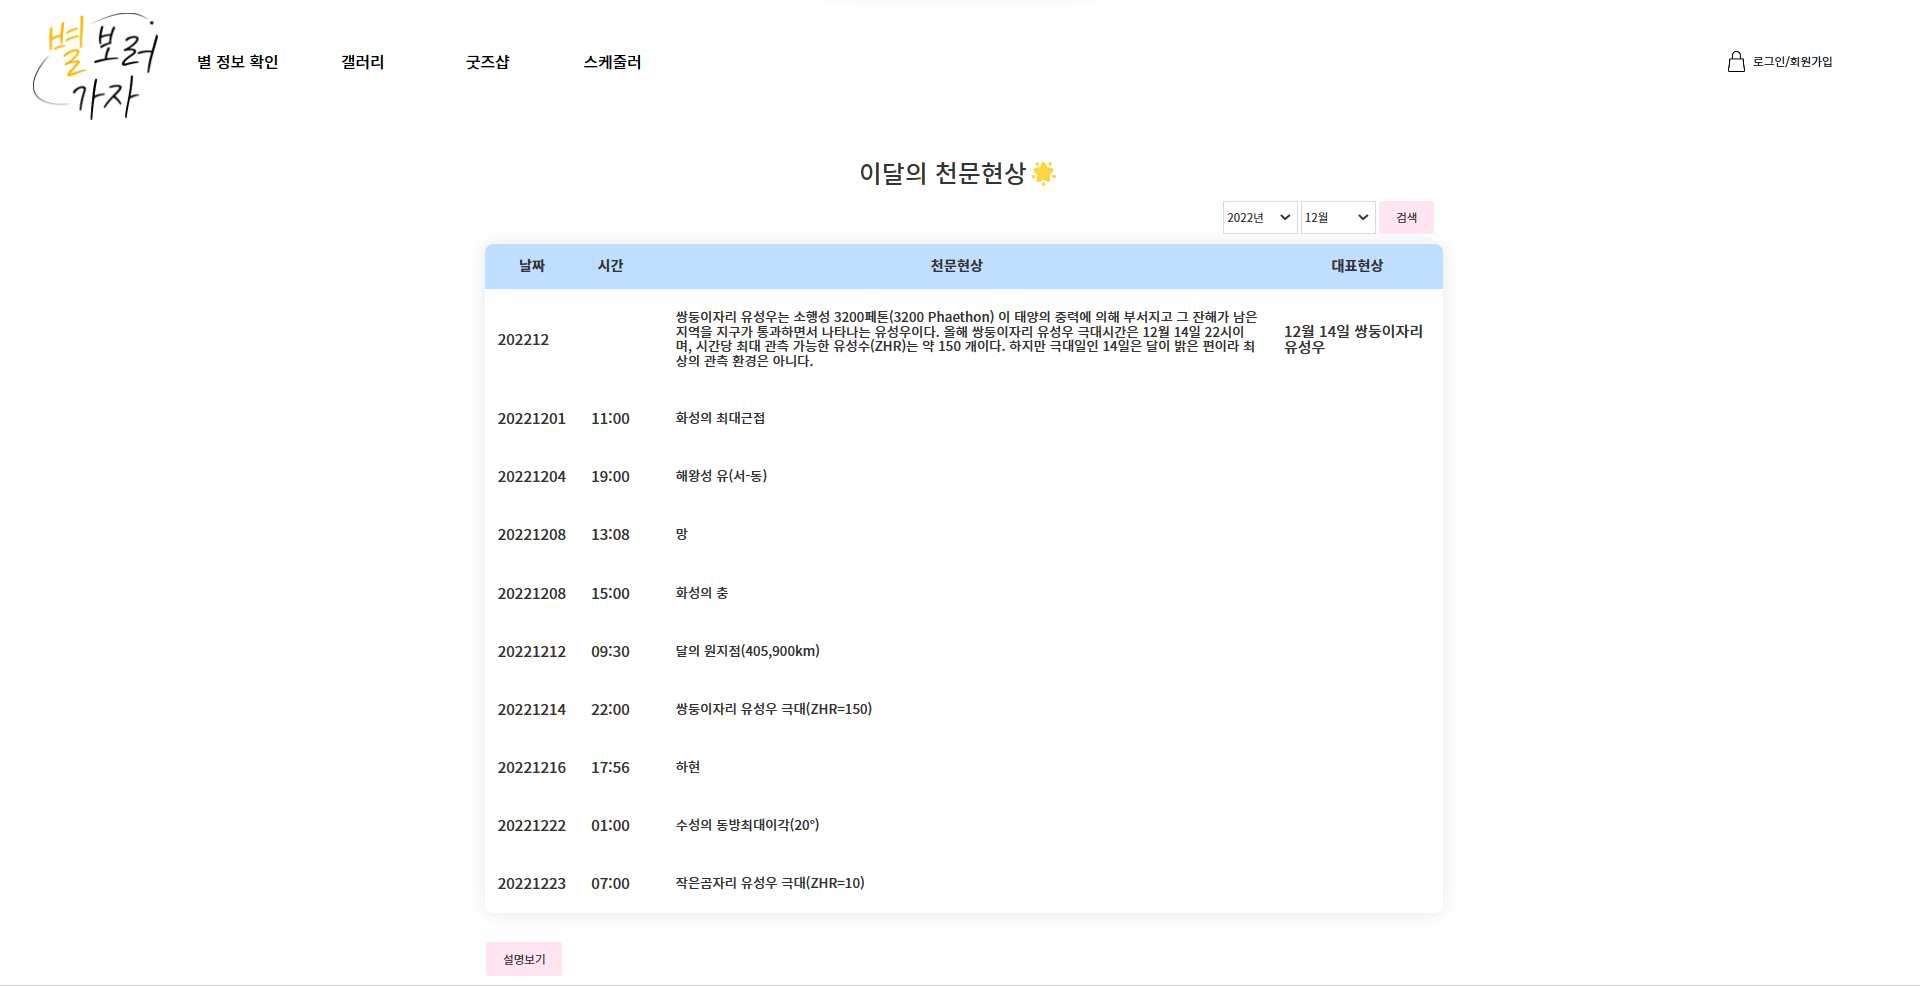 별 보러
가자
별 정보 확인 갤러리 굿즈샵 스케줄러 로그인/회원가입
이달의 천문현상
2022년 12월 검색
날짜 시간 천문현상 대표현상
쌍둥이자리 유성우는 소행성 3200페톤(3200 Phaethon) 이 태양의 중력에 의해 부서지고 그 잔해가 남은
지역을 지구가 통과하면서 나타나는 유성우이다. 올해 쌍둥이자리 유성우 극대시간은 12월 14일 22시이
며, 시간당 최대 관측 가능한 유성수(ZHR)는 약 150 개이다. 하지만 극대일인 14일은 달이 밝은 편이라 최
상의 관측 환경은 아니다.
202212
12월 14일 쌍둥이자리
유성우
20221201 11:00 화성의 최대근접
20221204 19:00 해왕성 유(서-동)
20221208 13:08 망
20221208 15:00 화성의 충
20221212 09:30 달의 원지점(405,900km)
20221214 22:00 쌍둥이자리 유성우 극대(ZHR=150)
20221216 17:56 하현
20221222 01:00 수성의 동방최대이각(20°)
20221223 07:00 작은곰자리 유성우 극대(ZHR=10)
설명보기